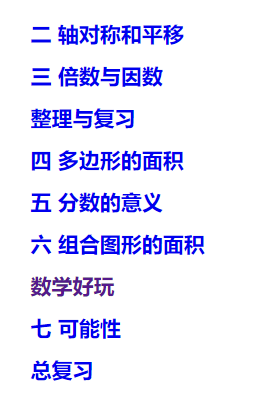 二 轴对称和平移
三 倍数与因数
整理与复习
四 多边形的面积
五 分数的意义
六 组合图形的面积
数学好玩
七 可能性
总复习